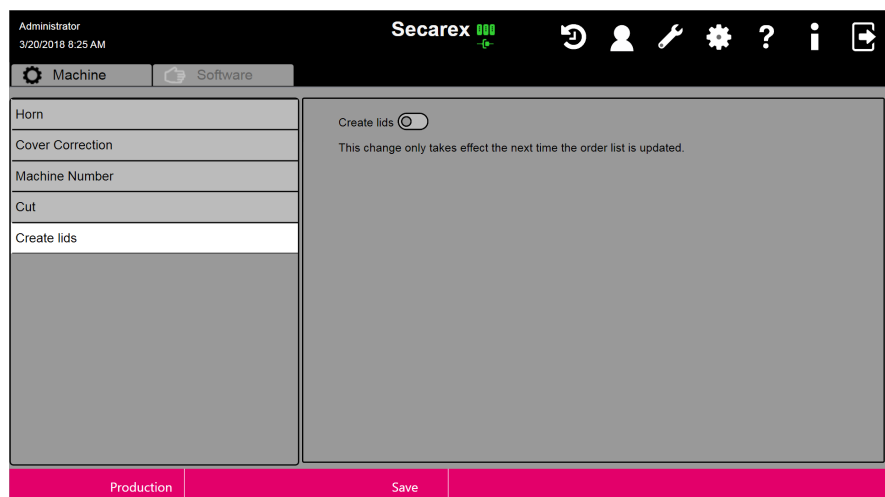 Administrator
3/20/2018 8:25 AM
Secarex
?
Machine
Software
Horn
Cover Correction
Machine Number
Cut
Create lids
Create lids
This change only takes effect the next time the order list is updated.
Production
Save